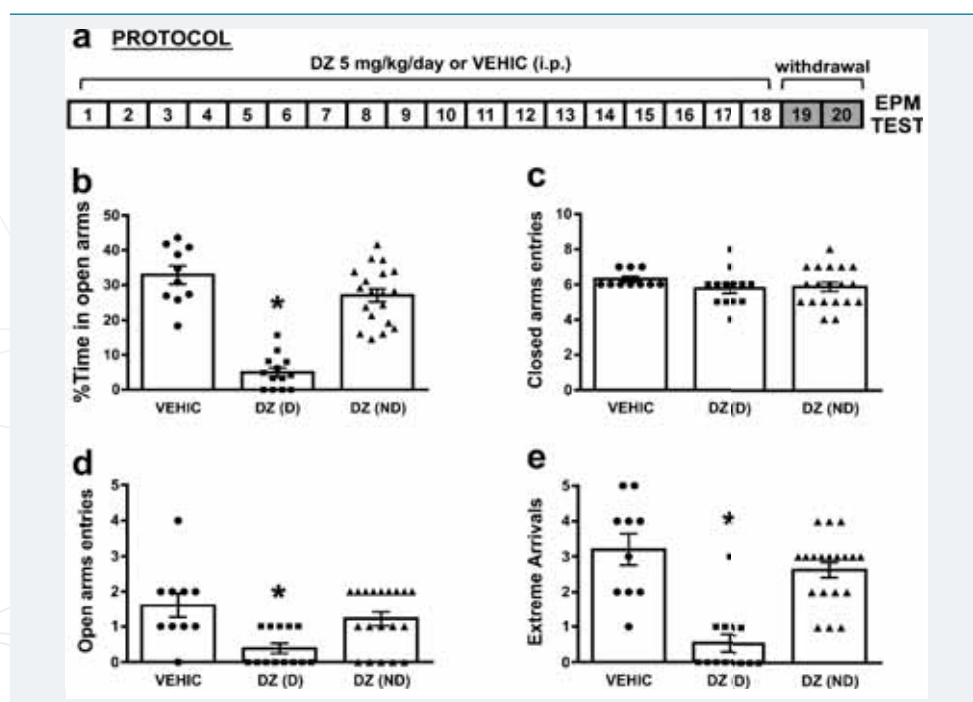 a PROTOCOL
DZ 5 mg/kg/day or VEHIC (i.p.)
withdrawal
1 2 3 4 5 6 7 8 9 10 11 12 13 14 15 16 17 18 19 20
EPM
TEST
b
%Time in open arms
50
40
30
20
10
0
*
VEHIC DZ (D) DZ (ND)
c
Closed arms entries
10
8
6
4
2
0
VEHIC DZ(D) DZ (ND)
d
Open arms entries
5
4
3
2
1
0
*
VEHIC DZ (D) DZ (ND)
e
Extreme Arrivals
5
4
3
2
1
0
*
VEHIC DZ D) DZ (ND)